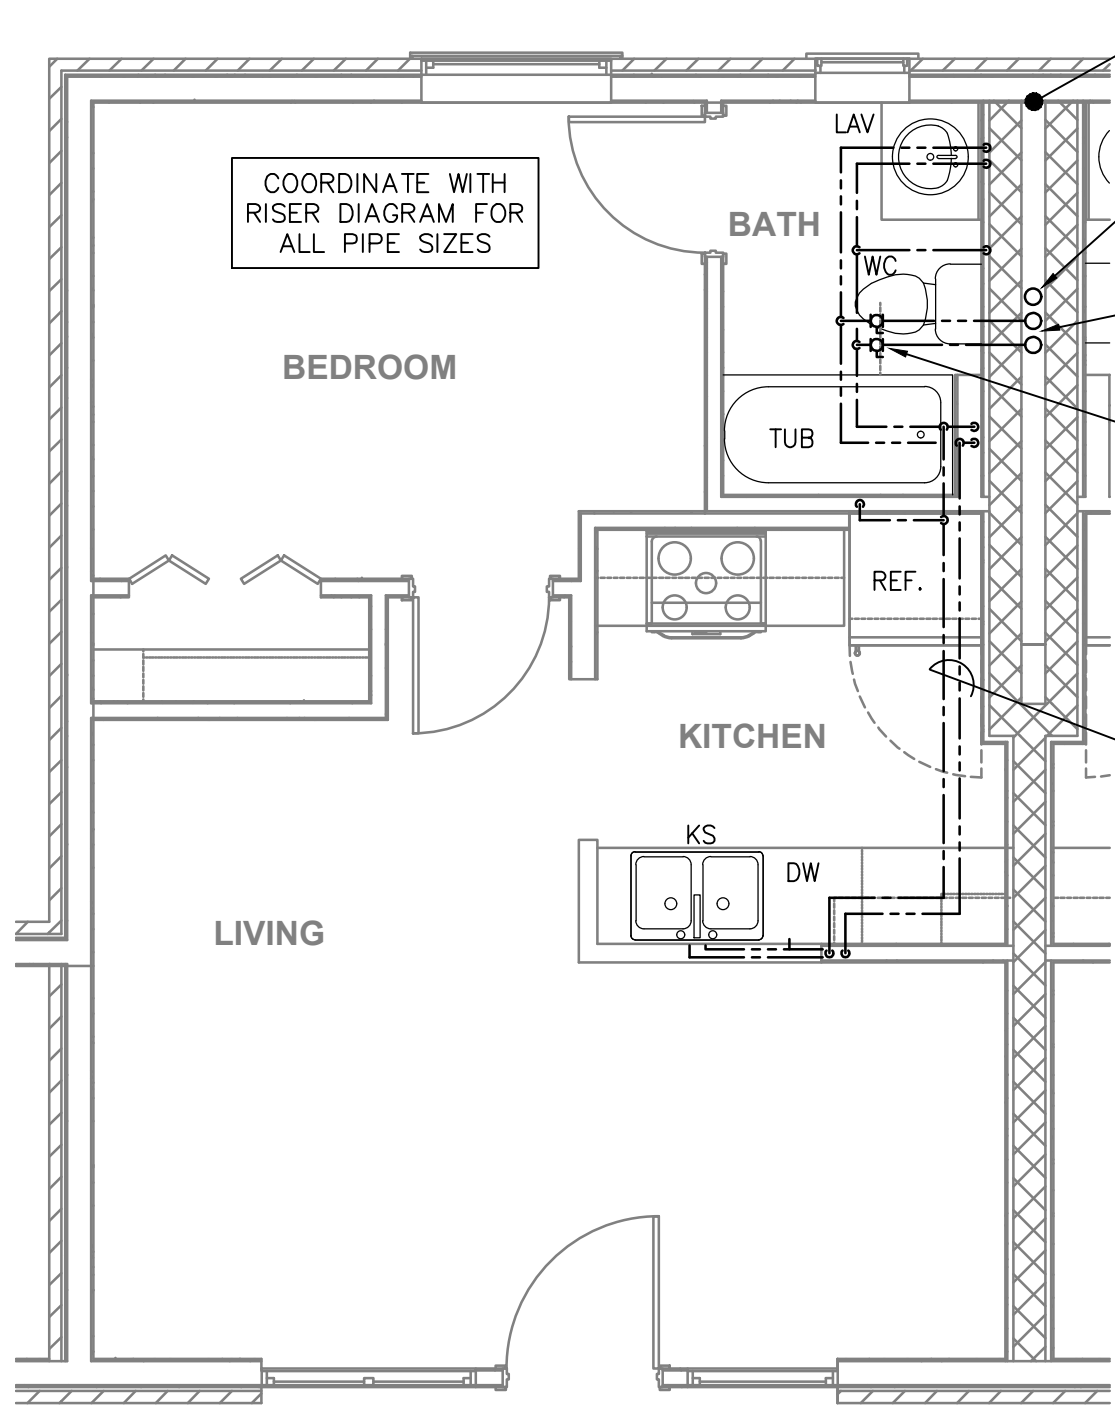 LAV
COORDINATE WITH
RISER DIAGRAM FOR
ALL PIPE SIZES
BATH
WC
BEDROOM
TUB
REF.
KITCHEN
KS
DW
LIVING